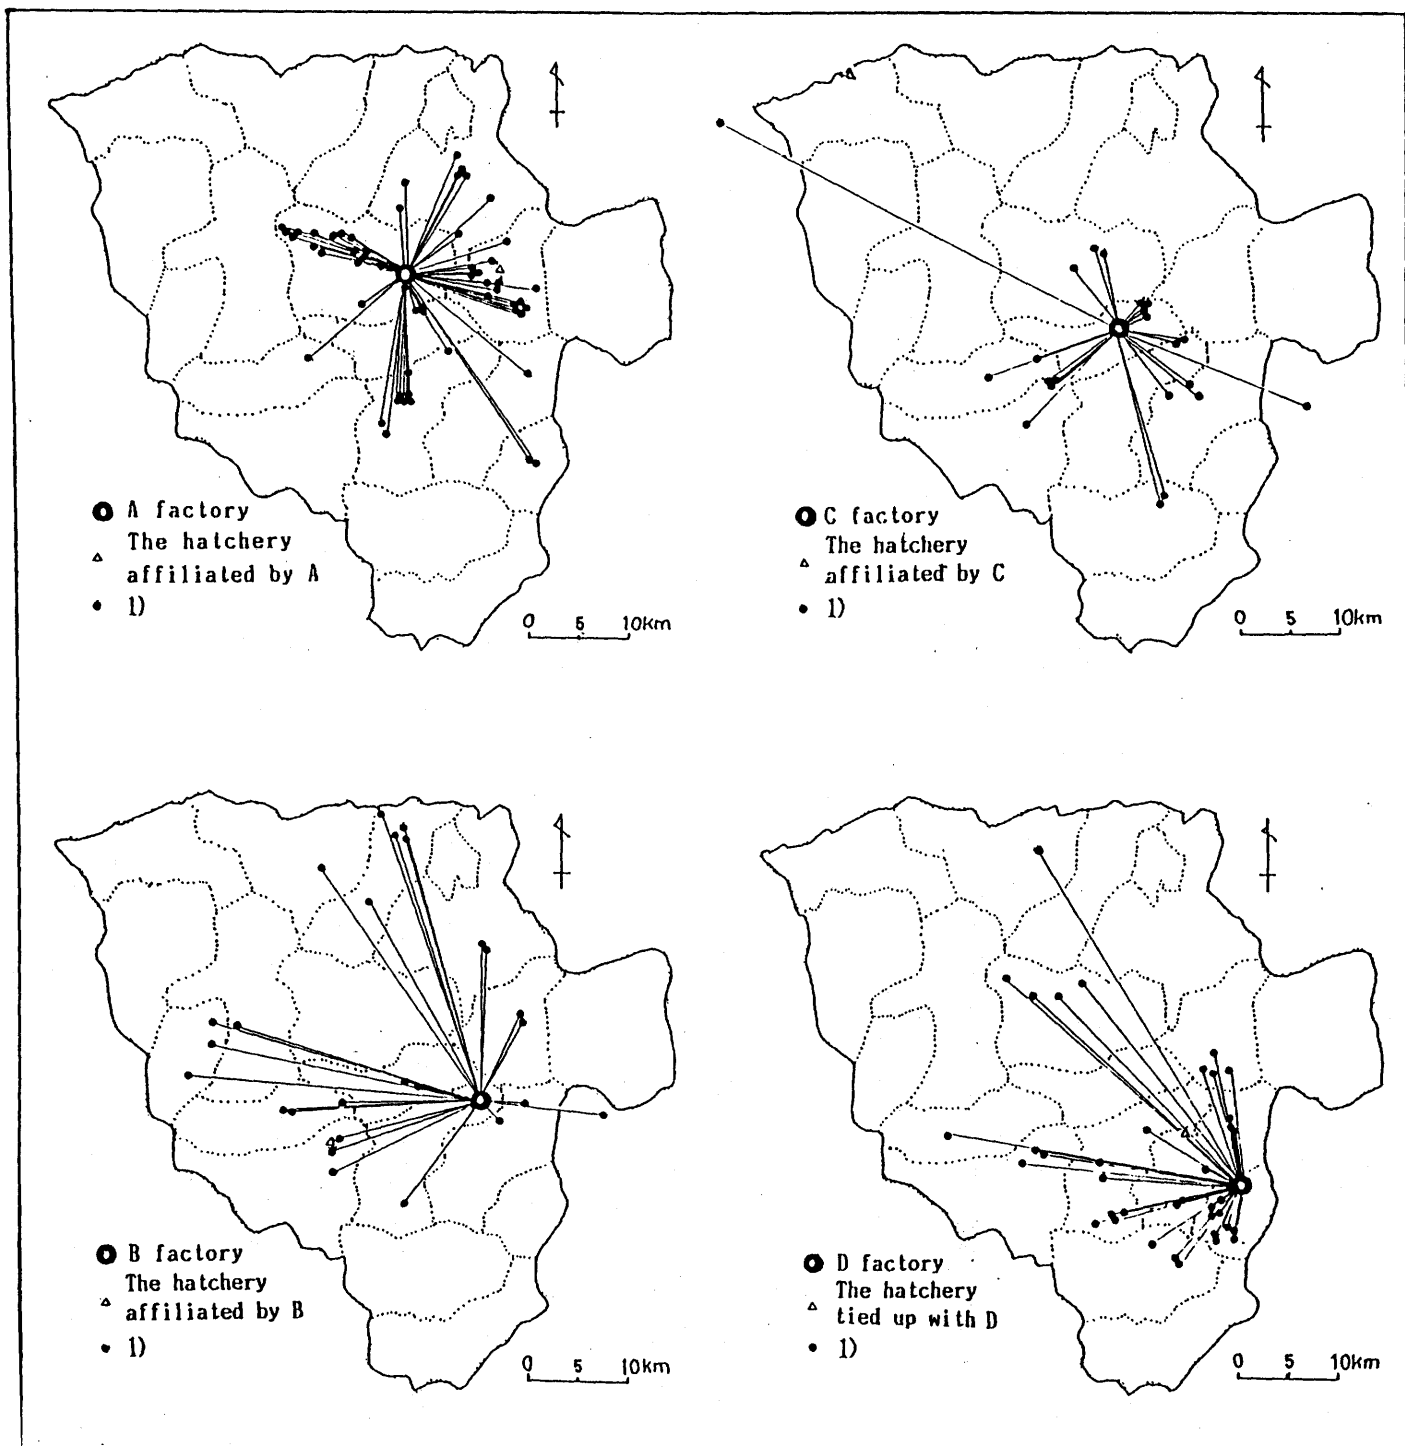 A factory
The hatchery
affiliated by A
1)
0 5 10km
C factory
The hatchery
affiliated by C
1)
0 5 10km
B factory
The hatchery
affiliated by B
1)
0 5 10km
D factory
The hatchery
tied up with D
1)
0 5 10km